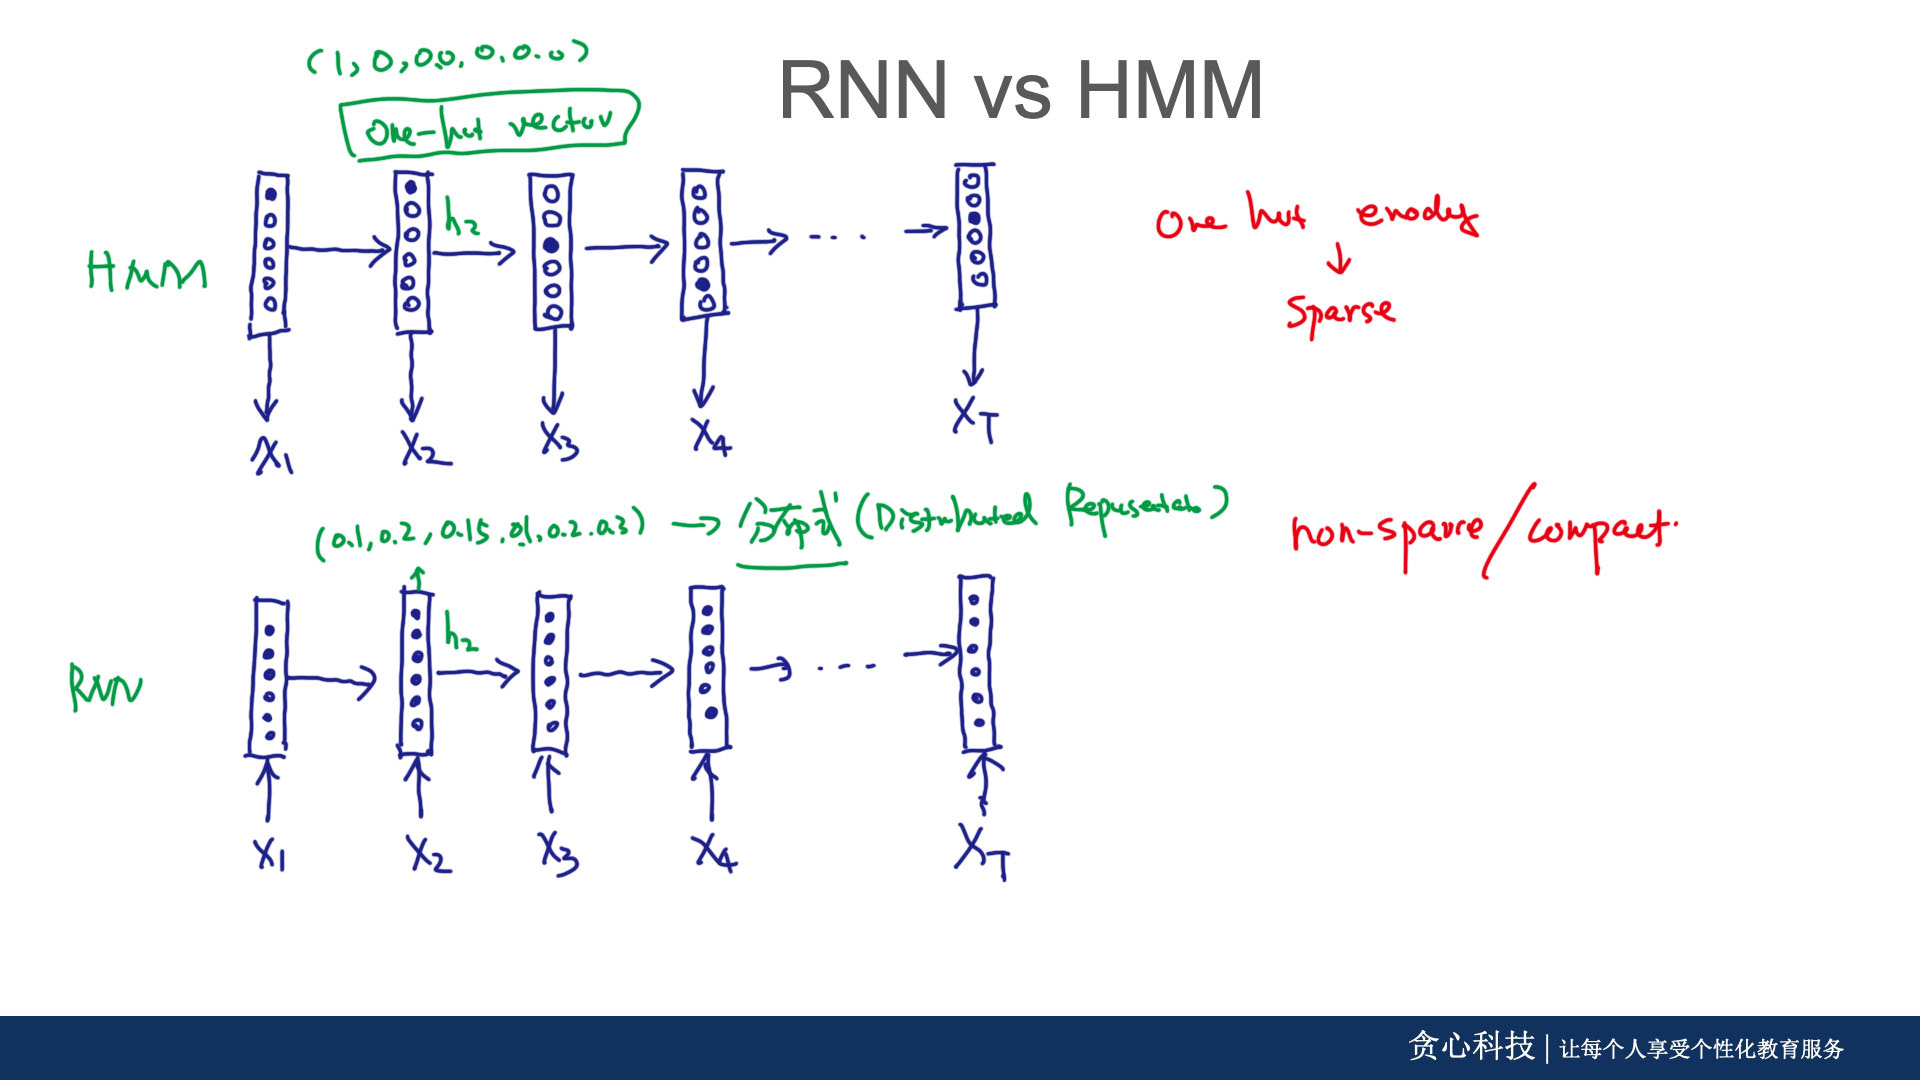 (1, 0, 0.0, 0. 0. 0)
RNN vs HMM
One-hot vector
h2
One hot
Sparse
HMM
X1
X2
X3
X4
XT
(0.1, 0.2, 0.15, 0.1, 0.2. 0.3) → 分布式 (Distributed
non-sparse/compact.
h2
RNN
X1
X2
X3
X4
XT
贪心科技 | 让每个人享受个性化教育服务